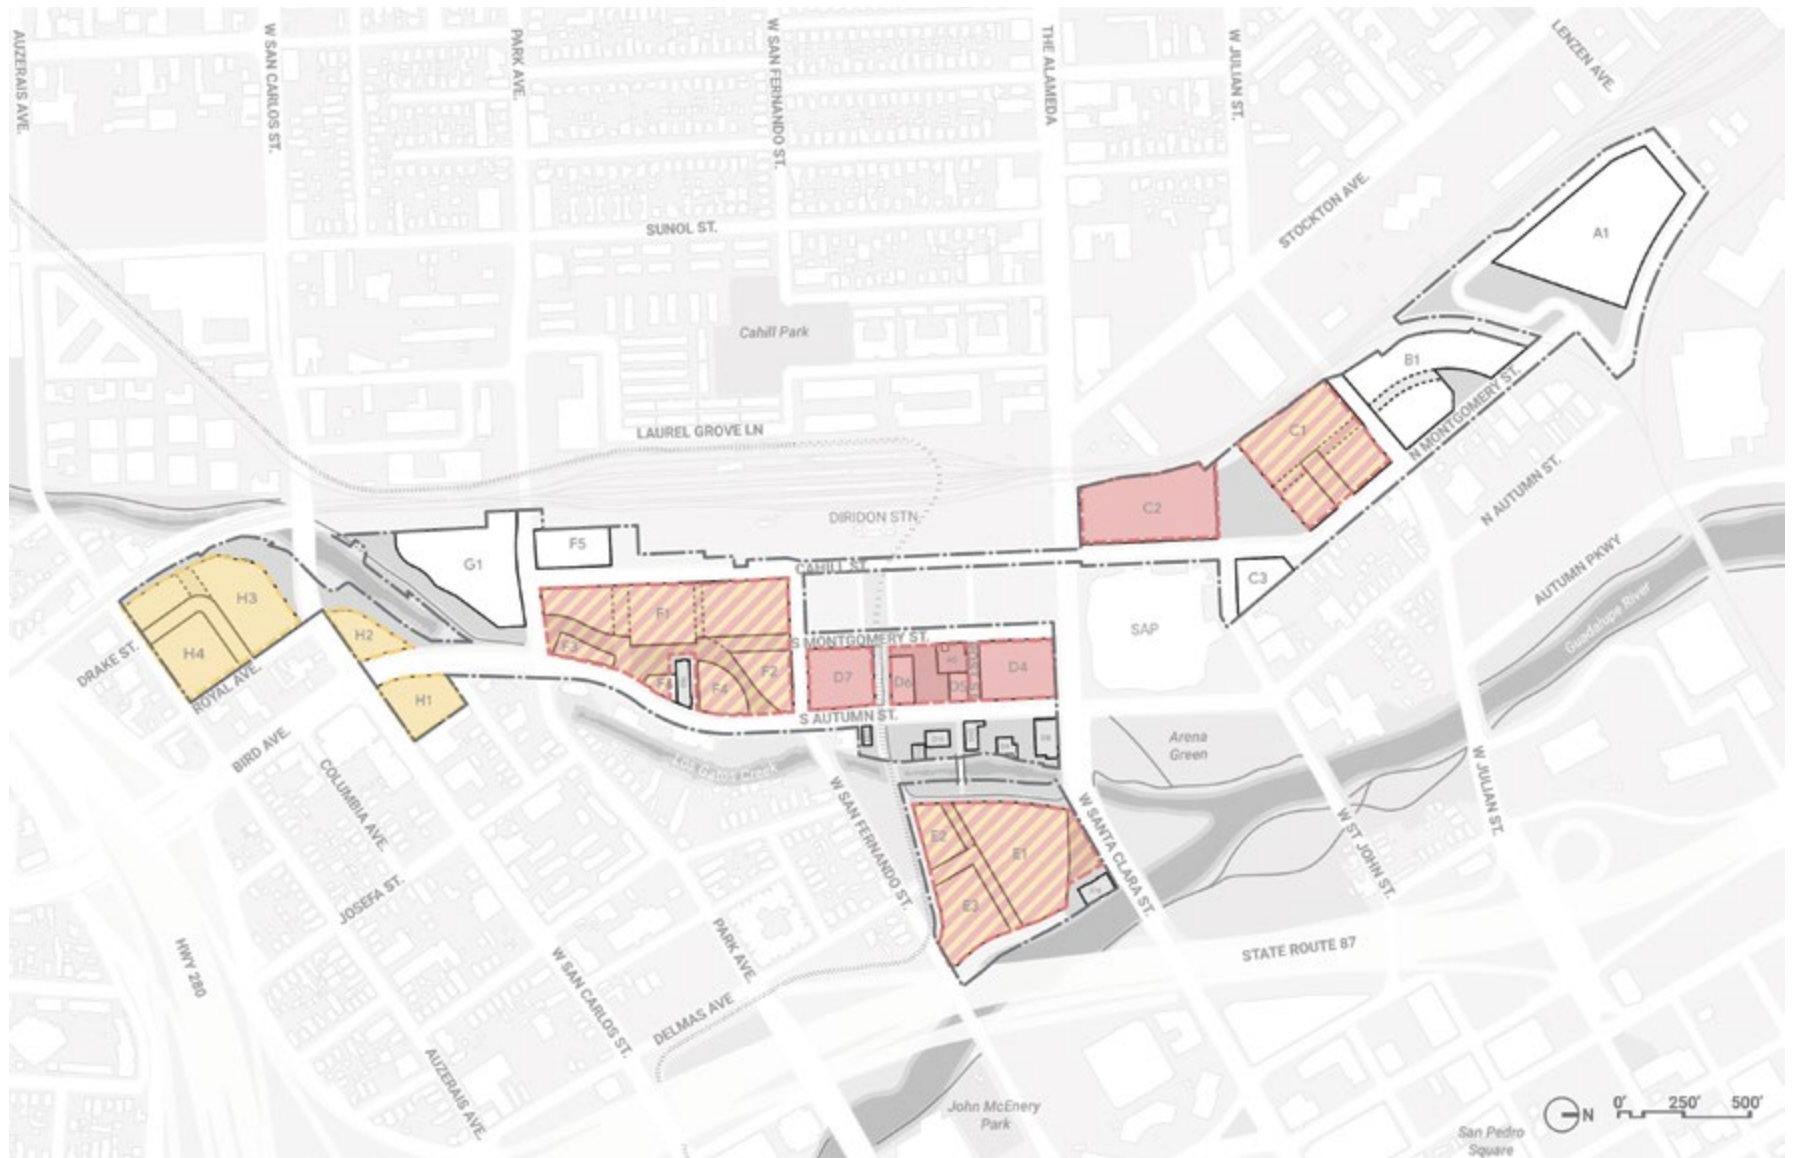 AUZERAIS AVE.
W SAN CARLOS ST.
PARK AVE.
W SAN FERNANDO ST.
THE ALAMEDA
W JULIAN ST.
LENZEN AVE.
STOCKTON AVE.
SUNOL ST.
A1
Cahill Park
B1
LAUREL GROVE LN
C1
N MONTGOMERY ST.
N AUTUMN ST.
C2
DIRIDON STN.
F5
G1
CAHILL ST.
C3
AUTUMN PKWY
Guadalupe River
H3
H2
H4
DRAKE ST.
ROYAL AVE.
H1
F1
F3
F2
F4
S MONTGOMERY ST.
SAP
D7
D6
D5
D4
S AUTUMN ST.
Los Gatos Creek
Arena
Green
BIRD AVE.
COLUMBIA AVE.
W SAN FERNANDO ST.
W SANTA CLARA ST.
W ST JOHN ST.
W JULIAN ST.
E2
E1
E3
JOSEFA ST.
HWY 280
W SAN CARLOS ST.
PARK AVE.
DELMAS AVE
STATE ROUTE 87
AUZERAIS AVE.
John McEnery
Park
N
0' 250' 500'
San Pedro
Square